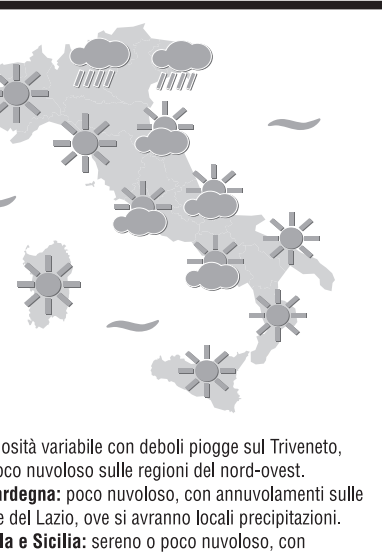 osità variabile con deboli piogge sul Triveneto,
oco nuvoloso sulle regioni del nord-ovest.
ardegna: poco nuvoloso, con annuvolamenti sulle
e del Lazio, ove si avranno locali precipitazioni.
la e Sicilia: sereno o poco nuvoloso, con